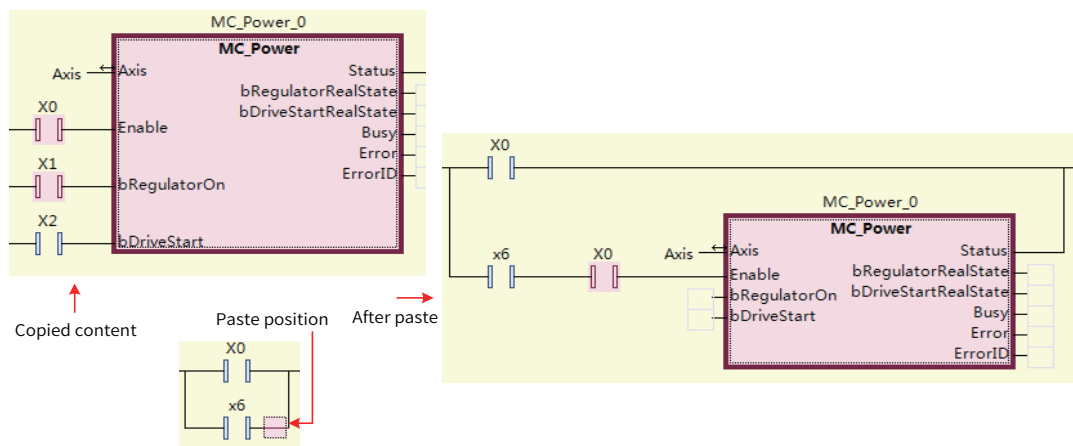 MC_Power_0
MC_Power
Axis
Axis
Status
bRegulatorRealState
X0
bDriveStartRealState
Enable
Busy
Error
X1
ErrorID
bRegulatorOn
X2
bDriveStart
Copied content
Paste position
After paste
X0
x6
X0
MC_Power_0
MC_Power
x6
X0
Axis
Axis
Status
Enable
bRegulatorRealState
bRegulatorOn
bDriveStartRealState
bDriveStart
Busy
Error
ErrorID